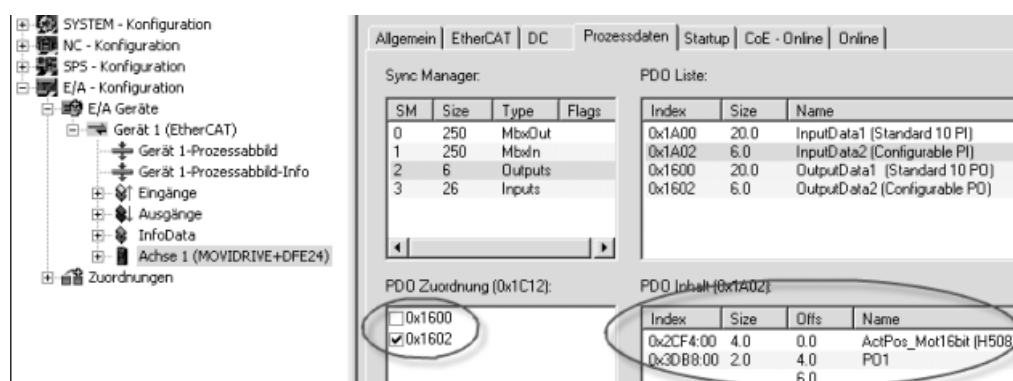 SYSTEM - Konfiguration
NC - Konfiguration
SPS - Konfiguration
E/A - Konfiguration
E/A Geräte
Gerät 1 (EtherCAT)
Gerät 1-Prozessabbild
Gerät 1-Prozessabbild-Info
Eingänge
Ausgänge
InfoData
Achse 1 (MOVIDRIVE+DFE24)
Zuordnungen
Allgemein EtherCAT DC Prozessdaten Startup CoE - Online Online
Sync Manager:
SM Size Type Flags
0 250 MbxOut
1 250 MbxIn
2 6 Outputs
3 26 Inputs
PDO Liste:
Index Size Name
0x1A00 20.0 InputData1 (Standard 10 PI)
0x1A02 6.0 InputData2 (Configurable PI)
0x1600 20.0 OutputData1 (Standard 10 PO)
0x1602 6.0 OutputData2 (Configurable PO)
PDO Zuordnung (0x1C12):
0x1600
0x1602
PDO Inhalt (0x1A02):
Index Size Offs Name
0x2CF4:00 4.0 0.0 ActPos_Mot16bit (H508
0x3DB8:00 2.0 4.0 PO1
6.0